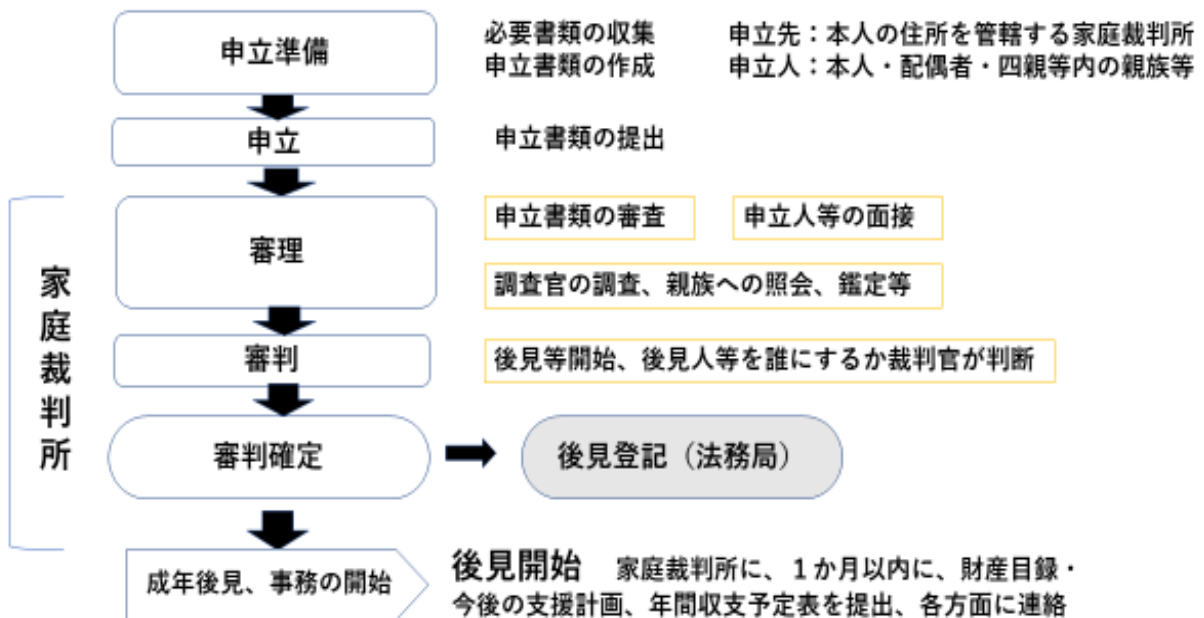 申立準備
必要書類の収集
申立書類の作成
申立先：本人の住所を管轄する家庭裁判所
申立人：本人・配偶者・四親等内の親族等
申立
申立書類の提出
家庭裁判所
審理
申立書類の審査
申立人等の面接
調査官の調査、親族への照会、鑑定等
審判
後見等開始、後見人等を誰にするか裁判官が判断
審判確定
後見登記（法務局）
成年後見、事務の開始
後見開始 家庭裁判所に、１か月以内に、財産目録・
今後の支援計画、年間収支予定表を提出、各方面に連絡